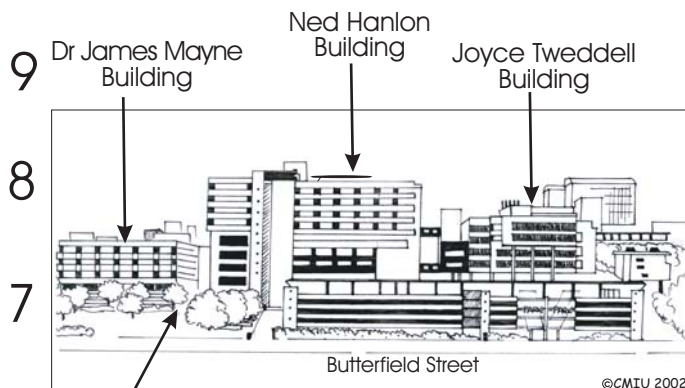 Ned Hanlon
Building
Dr James Mayne
Building
Joyce Tweddell
Building
9
8
7
Butterfield Street
©CMIU 2002